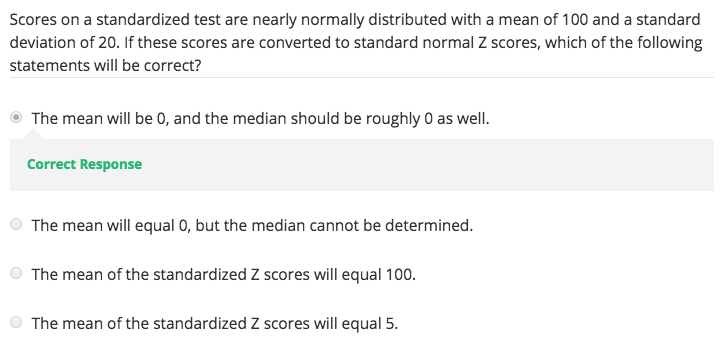 Scores on a standardized test are nearly normally distributed with a mean of 100 and a standard
deviation of 20. If these scores are converted to standard normal Z scores, which of the following
statements will be correct?
The mean will be 0, and the median should be roughly 0 as well.
Correct Response
The mean will equal 0, but the median cannot be determined.
The mean of the standardized Z scores will equal 100.
The mean of the standardized Z scores will equal 5.